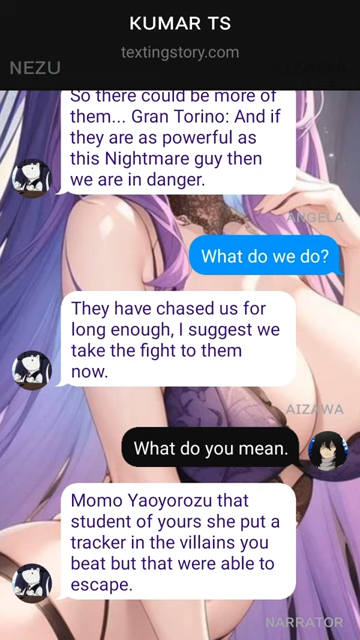 KUMAR TS
textingstory.com
NEZU
So there could be more of
them... Gran Torino: And if
they are as powerful as
this Nightmare guy then
we are in danger.
ANGELA
What do we do?
They have chased us for
long enough, I suggest we
take the fight to them
now.
AIZAWA
What do you mean.
Momo Yaoyorozu that
student of yours she put a
tracker in the villains you
beat but that were able to
escape.
NARRATOR